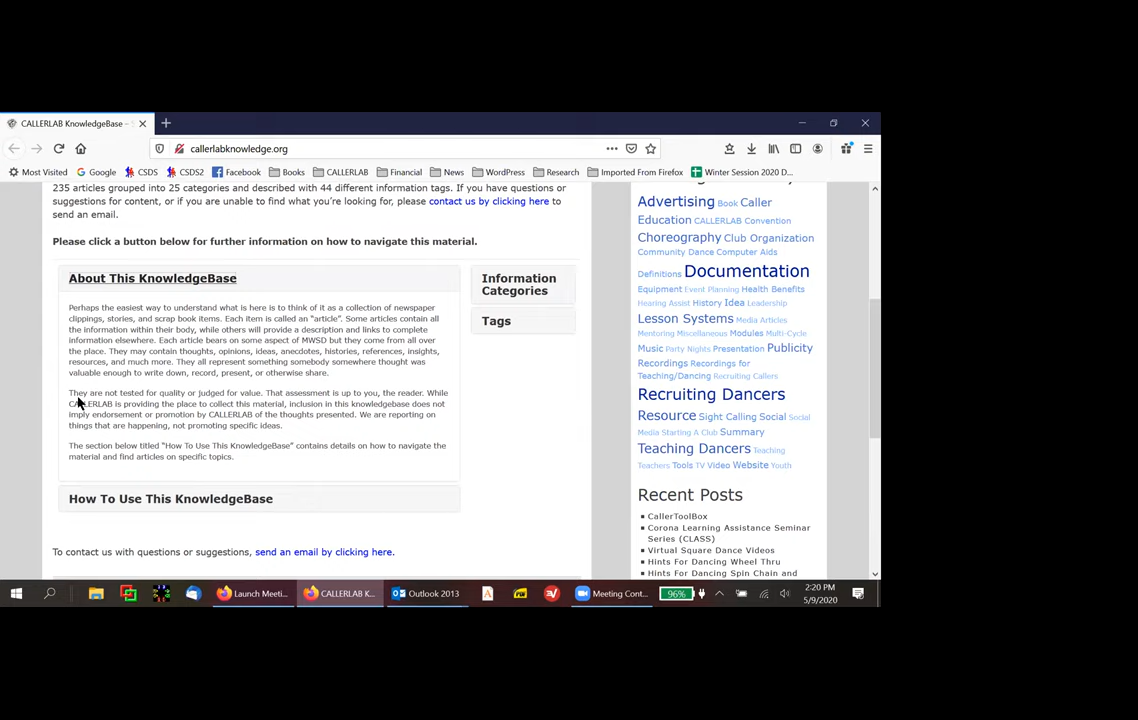 CALLERLAB KnowledgeBase -
callerlabknowledge.org
Most Visited Google CSDS CSDS2 Facebook Books CALLERLAB Financial News WordPress Research Imported From Firefox Winter Session 2020 D...
235 articles grouped into 25 categories and described with 44 different information tags. If you have questions or
suggestions for content, or if you are unable to find what you're looking for, please contact us by clicking here to
send an email.
Please click a button below for further information on how to navigate this material.
About This KnowledgeBase
Perhaps the easiest way to understand what is here is to think of it as a collection of newspaper
clippings, stories, and scrap book items. Each item is called an "article". Some articles contain all
the information within their body, while others will provide a description and links to complete
information elsewhere. Each article bears on some aspect of MWSD but they come from all over
the place. They may contain thoughts, opinions, ideas, anecdotes, histories, references, insights,
resources, and much more. They all represent something somebody somewhere thought was
valuable enough to write down, record, present, or otherwise share.
They are not tested for quality or judged for value. That assessment is up to you, the reader. While
CALLERLAB is providing the place to collect this material, inclusion in this knowledgebase does not
imply endorsement or promotion by CALLERLAB of the thoughts presented. We are reporting on
things that are happening, not promoting specific ideas.
The section below titled "How To Use This KnowledgeBase" contains details on how to navigate the
material and find articles on specific topics.
How To Use This KnowledgeBase
To contact us with questions or suggestions, send an email by clicking here.
Information
Categories
Tags
Advertising Book Caller
Education CALLERLAB Convention
Choreography Club Organization
Community Dance Computer Aids
Definitions Documentation
Equipment Event Planning Health Benefits
Hearing Assist History Idea Leadership
Lesson Systems Media Articles
Mentoring Miscellaneous Modules Multi-Cycle
Music Party Nights Presentation Publicity
Recordings Recordings for
Teaching/Dancing Recruiting Callers
Recruiting Dancers
Resource Sight Calling Social Social
Media Starting A Club Summary
Teaching Dancers Teaching
Teachers Tools TV Video Website Youth
Recent Posts
CallerToolBox
Corona Learning Assistance Seminar
Series (CLASS)
Virtual Square Dance Videos
Hints For Dancing Wheel Thru
Hints For Dancing Spin Chain and
Launch Meeti... CALLERLAB K... Outlook 2013 Meeting Cont... 96%
2:20 PM
5/9/2020